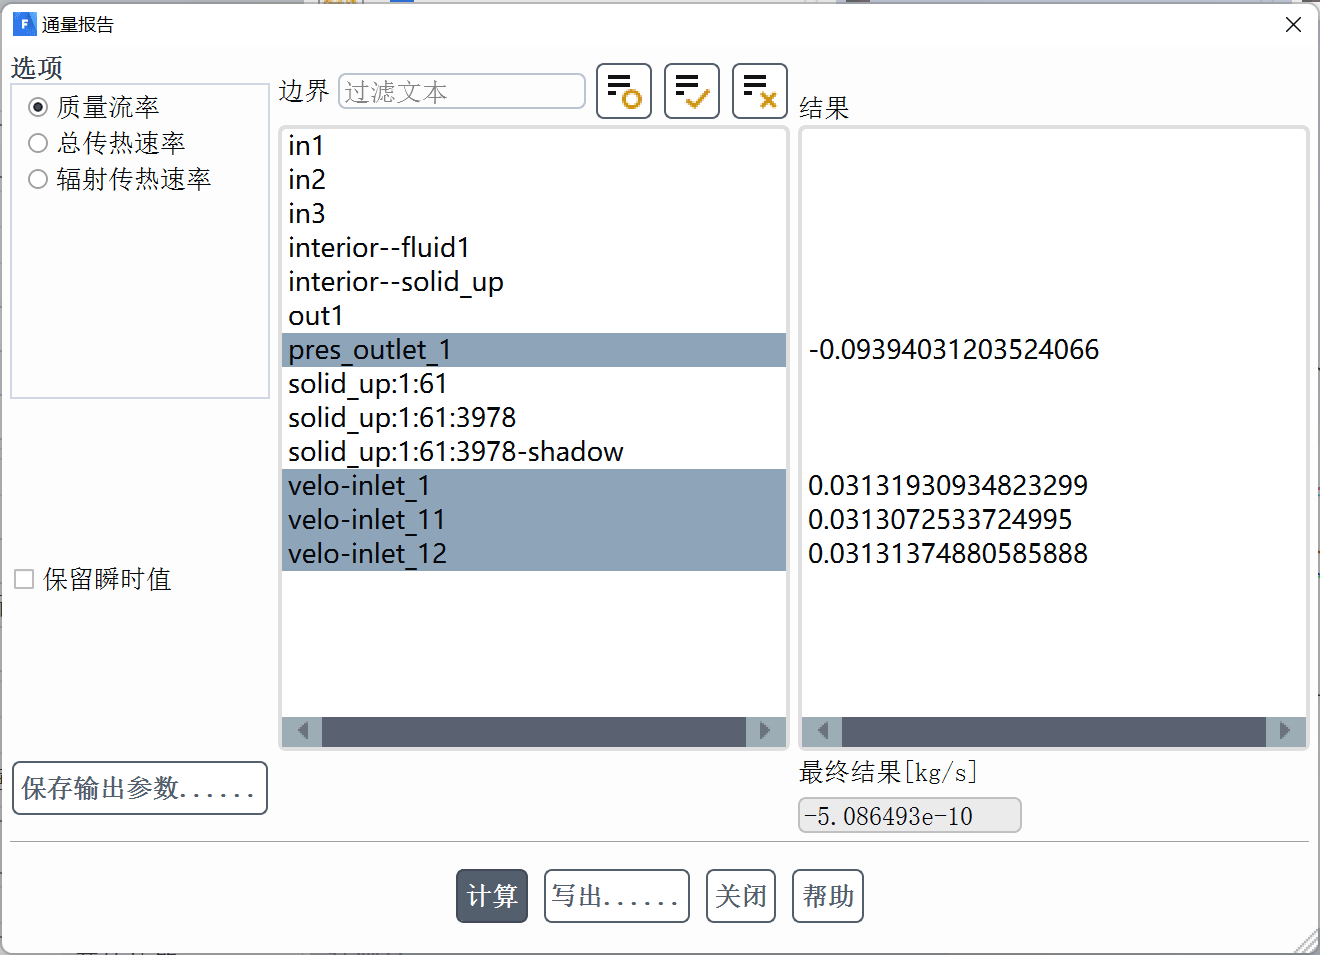 通量报告
选项
质量流率
总传热速率
辐射传热速率
保留瞬时值
保存输出参数......
边界 过滤文本
in1
in2
in3
interior--fluid1
interior--solid_up
out1
pres_outlet_1
solid_up:1:61
solid_up:1:61:3978
solid_up:1:61:3978-shadow
velo-inlet_1
velo-inlet_11
velo-inlet_12
结果
-0.09394031203524066
0.03131930934823299
0.0313072533724995
0.03131374880585888
最终结果[kg/s]
-5.086493e-10
计算 写出...... 关闭 帮助